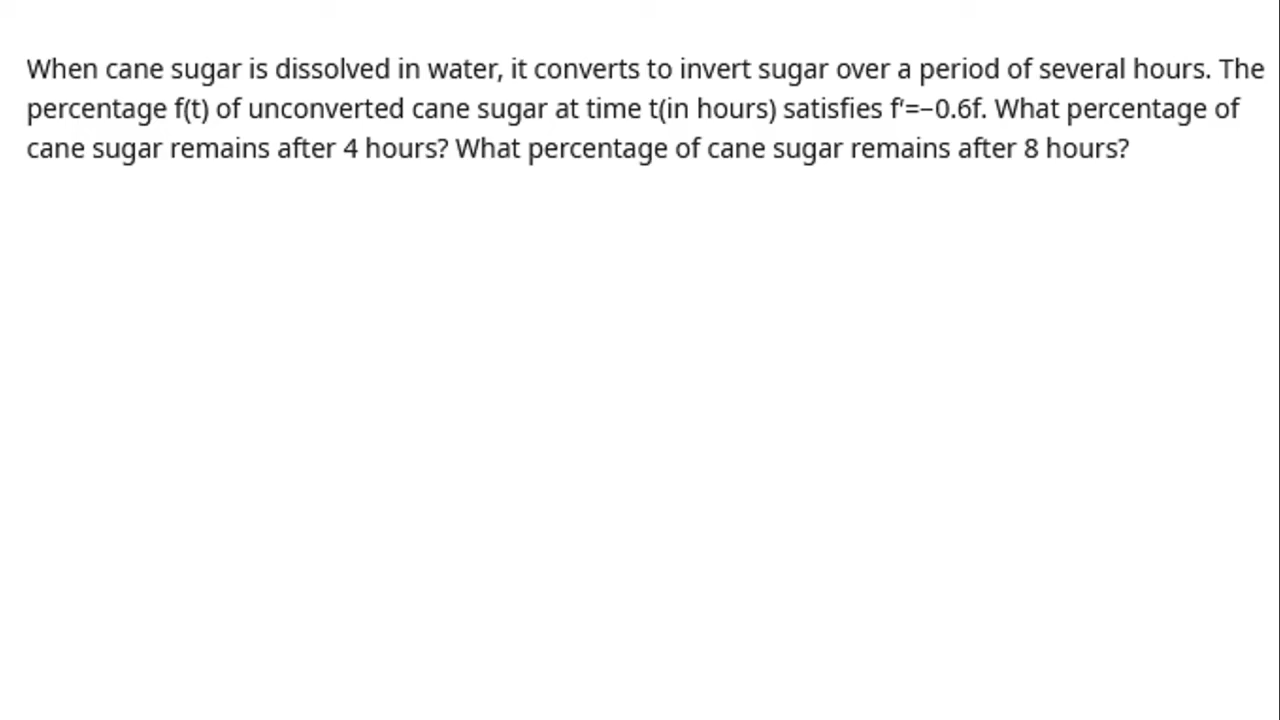 When cane sugar is dissolved in water, it converts to invert sugar over a period of several hours. The
percentage f(t) of unconverted cane sugar at time t(in hours) satisfies f′=−0.6f. What percentage of
cane sugar remains after 4 hours? What percentage of cane sugar remains after 8 hours?